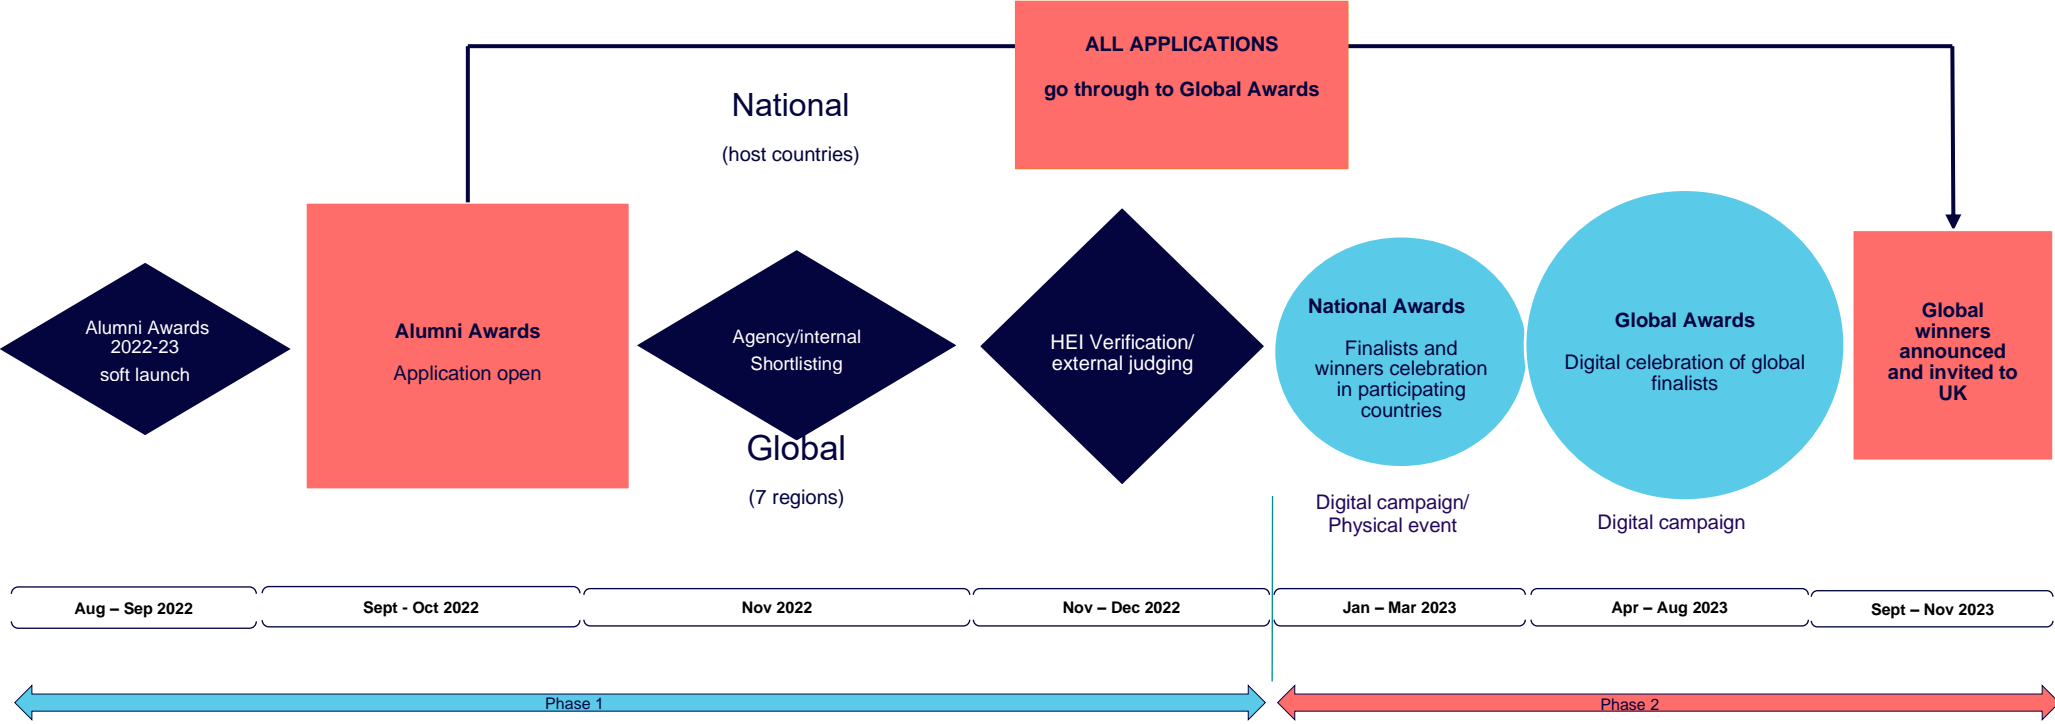 ALL APPLICATIONS
go through to Global Awards
National
(host countries)
Alumni Awards
2022-23
soft launch
Alumni Awards
Application open
Agency/internal
Shortlisting
Global
(7 regions)
HEI Verification/
external judging
National Awards
Finalists and
winners celebration
in participating
countries
Digital campaign/
Physical event
Global Awards
Digital celebration of global
finalists
Digital campaign
Global
winners
announced
and invited to
UK
Aug – Sep 2022
Sept - Oct 2022
Nov 2022
Nov – Dec 2022
Jan – Mar 2023
Apr – Aug 2023
Sept – Nov 2023
Phase 1
Phase 2